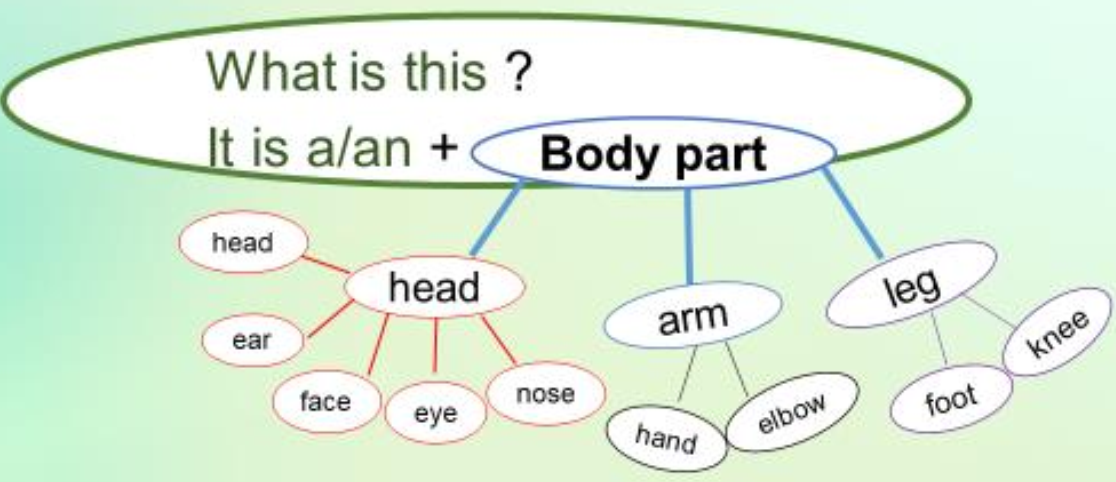 What is this ?
It is a/an + Body part
head
head
ear
face
eye
nose
arm
hand
elbow
leg
foot
knee